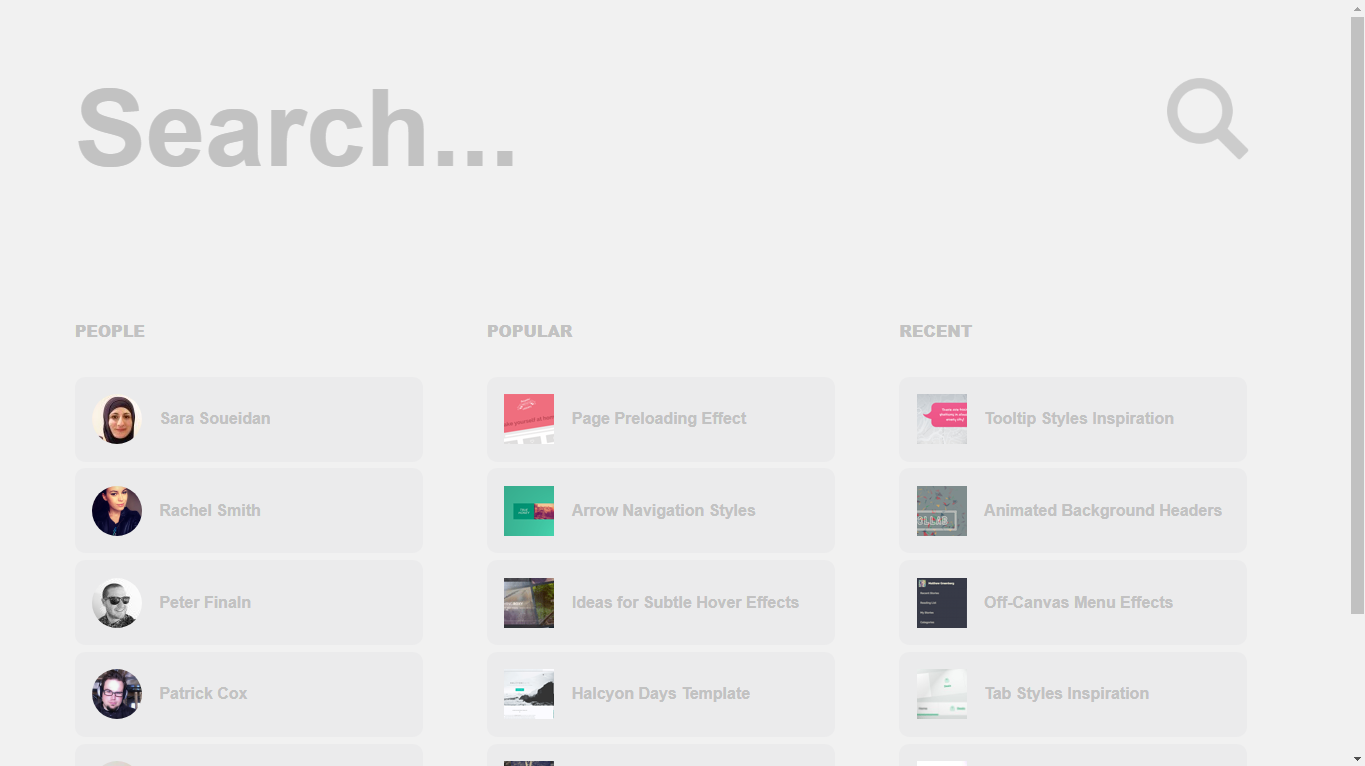 Search...
PEOPLE
Sara Soueidan
Rachel Smith
Peter Finaln
Patrick Cox
POPULAR
Page Preloading Effect
Arrow Navigation Styles
Ideas for Subtle Hover Effects
Halcyon Days Template
RECENT
Tooltip Styles Inspiration
Animated Background Headers
Off-Canvas Menu Effects
Tab Styles Inspiration